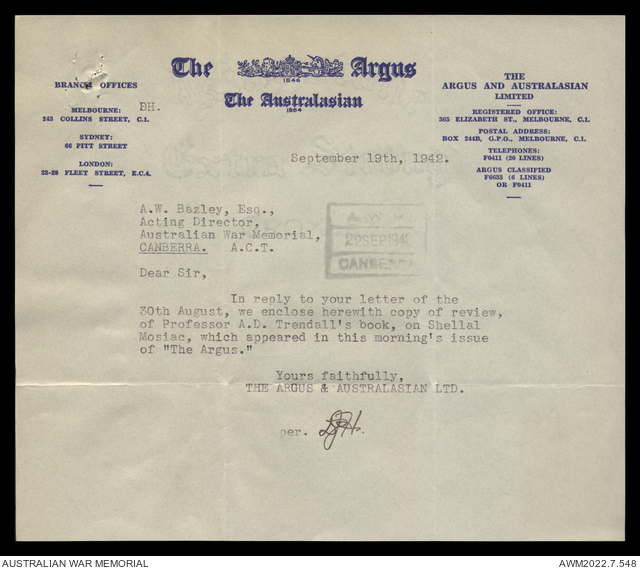 The Argus
1846
The Australasian
1864
BRANCH OFFICES
MELBOURNE:
243 COLLINS STREET, C.1.
SYDNEY:
66 PITT STREET
LONDON:
23-28 FLEET STREET, E.C.4.
THE
ARGUS AND AUSTRALASIAN
LIMITED
REGISTERED OFFICE:
365 ELIZABETH ST., MELBOURNE, C.1.
POSTAL ADDRESS:
BOX 244B, G.P.O., MELBOURNE, C.1.
TELEPHONES:
F0411 (20 LINES)
ARGUS CLASSIFIED
F6633 (6 LINES)
OR F0411
DH.
September 19th, 1942.
A.W. Bazley, Esq.,
Acting Director,
Australian War Memorial,
CANBERRA. A.C.T.
A W M
22 SEP 194
CANBERRA
Dear Sir,
In reply to your letter of the
30th August, we enclose herewith copy of review,
of Professor A.D. Trendall's book, on Shellal
Mosiac, which appeared in this morning's issue
of "The Argus."
Yours faithfully,
THE ARGUS & AUSTRALASIAN LTD.
per.
AUSTRALIAN WAR MEMORIAL
AWM2022.7.548